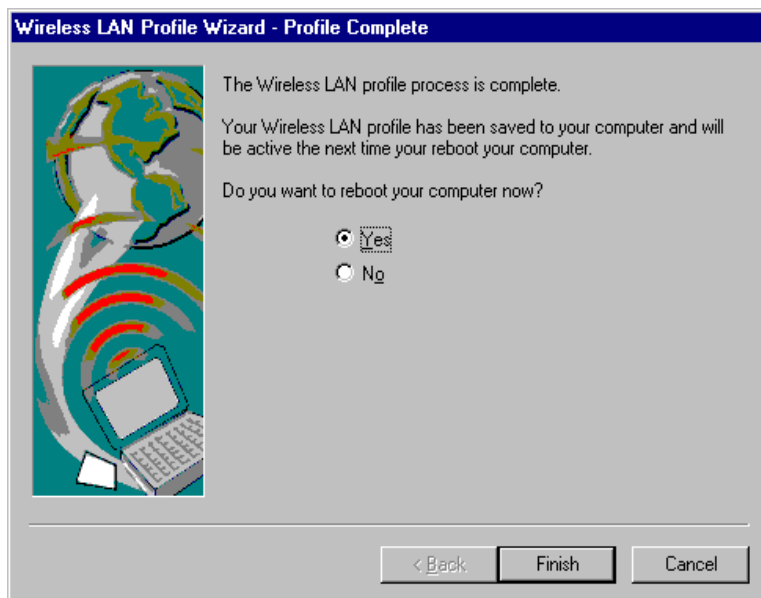 Wireless LAN Profile Wizard - Profile Complete
The Wireless LAN profile process is complete.
Your Wireless LAN profile has been saved to your computer and will
be active the next time your reboot your computer.
Do you want to reboot your computer now?
Yes
No
< Back
Finish
Cancel